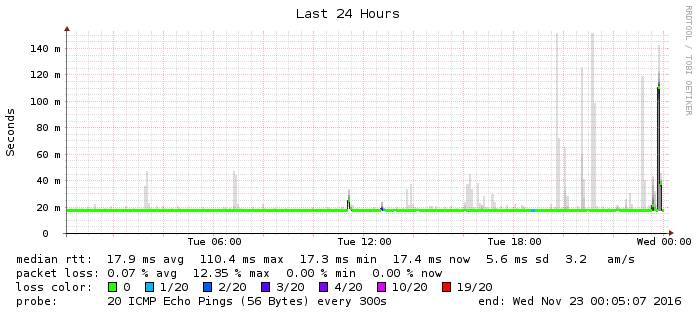 Last 24 Hours
RRDTOOL / TOBI OETIKER
Seconds
140 m
120 m
100 m
80 m
60 m
40 m
20 m
0
Tue 06:00 Tue 12:00 Tue 18:00 Wed 00:00
median rtt: 17.9 ms avg 110.4 ms max 17.3 ms min 17.4 ms now 5.6 ms sd 3.2 am/s
packet loss: 0.07 % avg 12.35 % max 0.00 % min 0.00 % now
loss color: 0 1/20 2/20 3/20 4/20 10/20 19/20
probe: 20 ICMP Echo Pings (56 Bytes) every 300s end: Wed Nov 23 00:05:07 2016